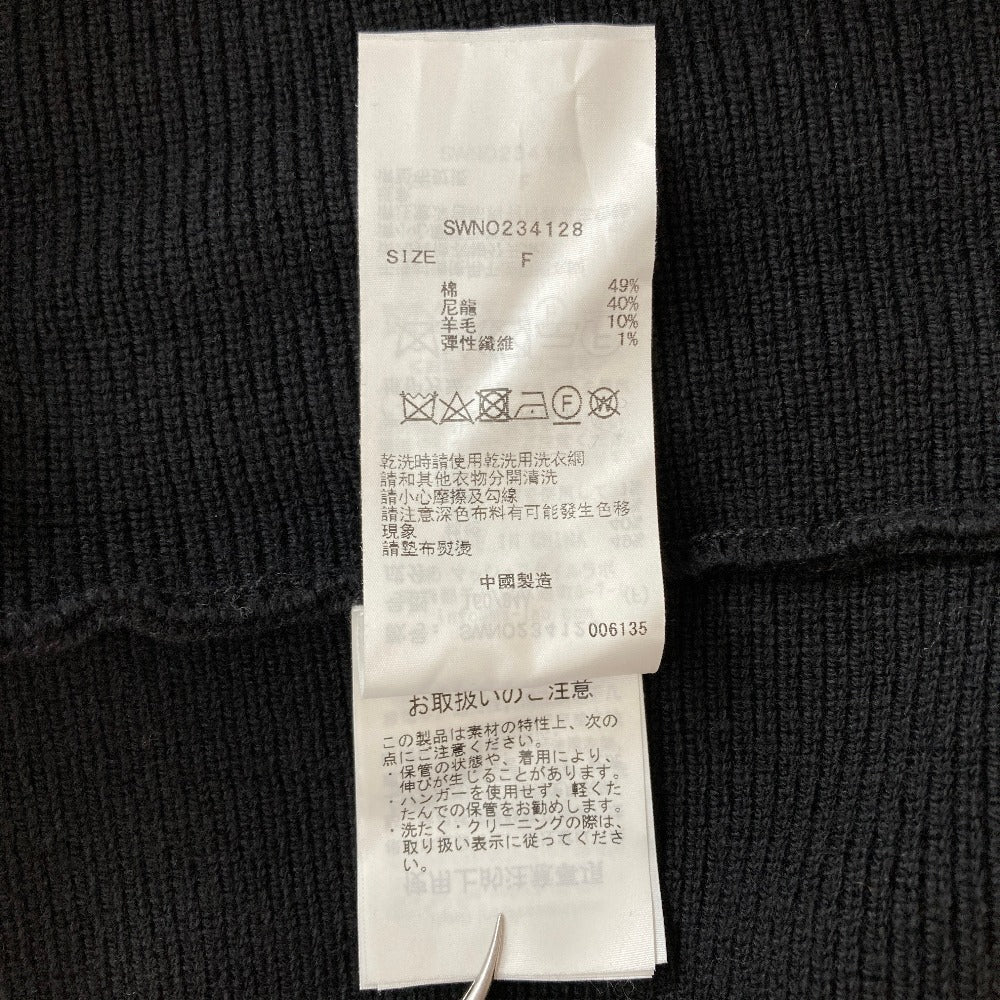 SWNO234128
SIZE F
棉 49%
尼龍 40%
羊毛 10%
彈性纖維 1%
F W
乾洗時請使用乾洗用洗衣網
請和其他衣物分開清洗
請小心摩擦及勾線
請注意深色布料有可能發生色移
現象
請墊布熨燙
中國製造
006135
お取扱いのご注意
この製品は素材の特性上、次の
点にご注意ください。
・保管の状態や、着用により、
伸びが生じることがあります。
・ハンガーを使用せず、軽くた
たんでの保管をお勧めします。
・洗たく・クリーニングの際は、
取り扱い表示に従ってくださ
い。